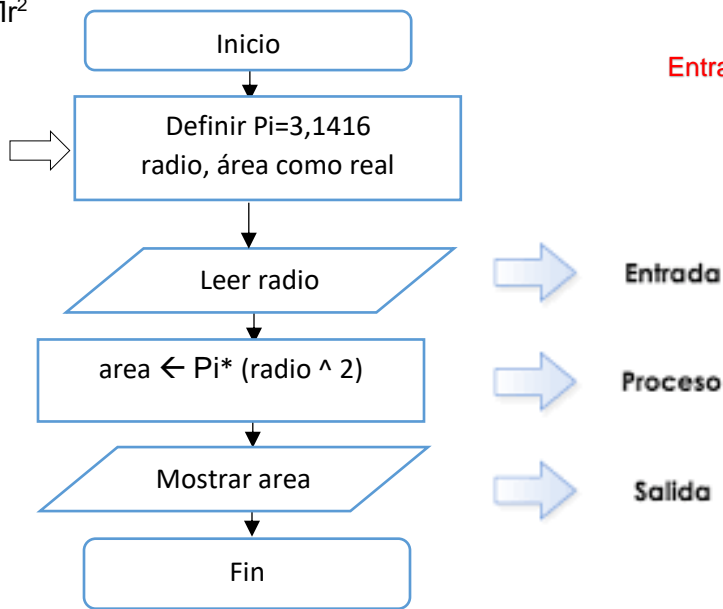 r²
Inicio
Definir Pi=3,1416
radio, área como real
Leer radio
Entrada
area ← Pi* (radio ^ 2)
Proceso
Mostrar area
Salida
Fin